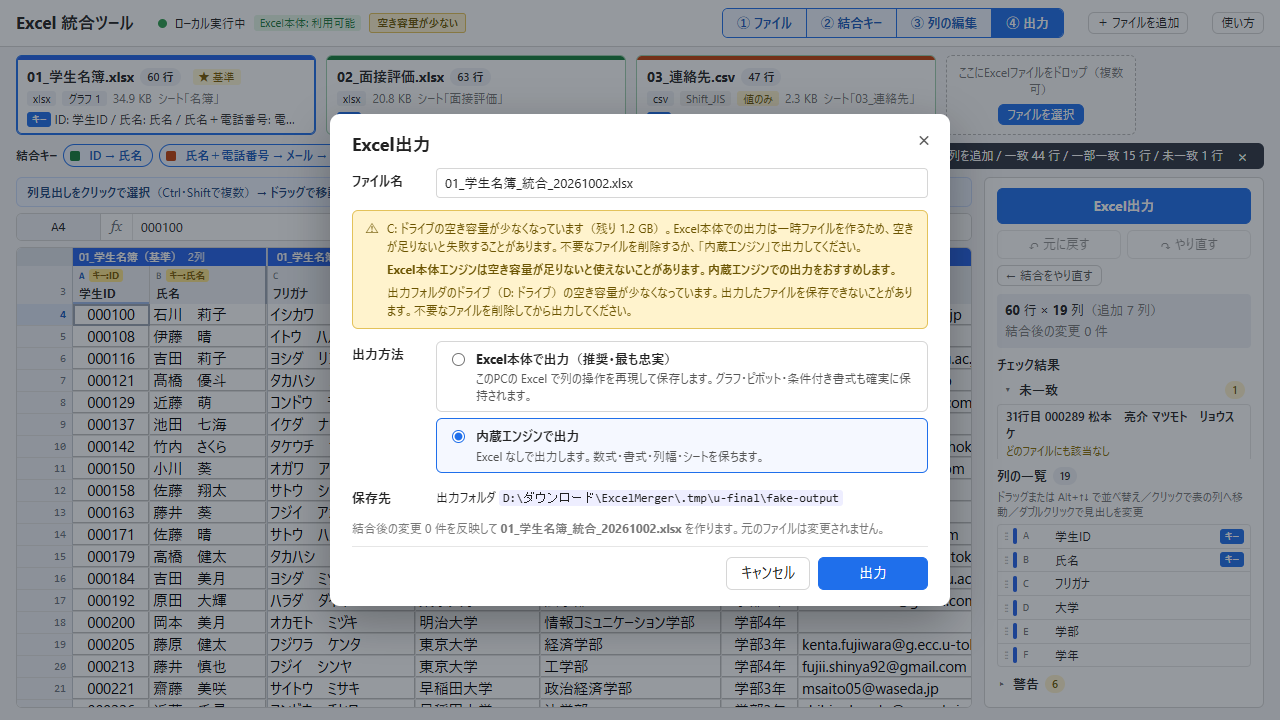 Excel 統合ツール
ローカル実行中
Excel本体: 利用可能
空き容量が少ない
① ファイル
② 結合キー
③ 列の編集
④ 出力
＋ ファイルを追加
使い方
01_学生名簿.xlsx 60 行 ★ 基準
xlsx グラフ 1 34.9 KB シート「名簿」
キー ID: 学生ID / 氏名: 氏名 / 氏名＋電話番号: 電…
02_面接評価.xlsx 63 行
xlsx 20.8 KB シート「面接評価」
03_連絡先.csv 47 行
csv Shift_JIS 値のみ 2.3 KB シート「03_連絡先」
ここにExcelファイルをドロップ（複数
可）
ファイルを選択
結合キー ID → 氏名 氏名＋電話番号 → メール →
列を追加 / 一致 44 行 / 一部一致 15 行 / 未一致 1 行 ×
列見出しをクリックで選択（Ctrl･Shiftで複数）→ ドラッグで移動
A4 fx 000100
01_学生名簿（基準） 2列
A キー:ID B キー:氏名 C
3 学生ID 氏名 フリガナ
4 000100 石川 莉子 イシカワ
5 000108 伊藤 晴 イトウ
6 000116 吉田 莉子 ヨシダ
7 000121 髙橋 優斗 タカハシ
8 000129 近藤 萌 コンドウ
9 000137 池田 七海 イケダ
10 000142 竹内 さくら タケウチ
11 000150 小川 葵 オガワ
12 000158 佐藤 翔太 サトウ
13 000163 藤井 葵 フジイ
14 000171 佐藤 晴 サトウ
15 000179 高橋 健太 タカハシ
16 000184 吉田 美月 ヨシダ
17 000192 原田 大輝 ハラダ
18 000200 岡本 美月 オカモト ミヅキ 明治大学 情報コミュニケーション学部 学部4年
19 000205 藤原 健太 フジワラ ケンタ 東京大学 経済学部 学部3年 kenta.fujiwara@g.ecc.u-tok
20 000213 藤井 慎也 フジイ シンヤ 東京大学 工学部 学部4年 fujii.shinya92@gmail.com
21 000221 齋藤 美咲 サイトウ ミサキ 早稲田大学 政治経済学部 学部3年 msaito05@waseda.jp
Excel出力
×
ファイル名 01_学生名簿_統合_20261002.xlsx
⚠ C: ドライブの空き容量が少なくなっています（残り 1.2 GB）。Excel本体での出力は一時ファイルを作るため、空き
が足りないと失敗することがあります。不要なファイルを削除するか、「内蔵エンジン」で出力してください。
Excel本体エンジンは空き容量が足りないと使えないことがあります。内蔵エンジンでの出力をおすすめします。
出力フォルダのドライブ（D: ドライブ）の空き容量が少なくなっています。出力したファイルを保存できないことがあり
ます。不要なファイルを削除してから出力してください。
出力方法
Excel本体で出力（推奨･最も忠実）
このPCの Excel で列の操作を再現して保存します。グラフ･ピボット･条件付き書式も確実に保
持されます。
内蔵エンジンで出力
Excel なしで出力します。数式･書式･列幅･シートを保ちます。
保存先 出力フォルダ D:\ダウンロード\ExcelMerger\.tmp\u-final\fake-output
結合後の変更 0 件を反映して 01_学生名簿_統合_20261002.xlsx を作ります。元のファイルは変更されません。
キャンセル
出力
Excel出力
元に戻す
やり直す
← 結合をやり直す
60 行 × 19 列（追加 7 列）
結合後の変更 0 件
チェック結果
未一致 1
31行目 000289 松本 亮介 マツモト リョウス
ケ
どのファイルにも該当なし
列の一覧 19
ドラッグまたは Alt+↑↓ で並べ替え／クリックで表の列へ移
動／ダブルクリックで見出しを変更
A 学生ID キー
B 氏名 キー
C フリガナ
D 大学
E 学部
F 学年
警告 6